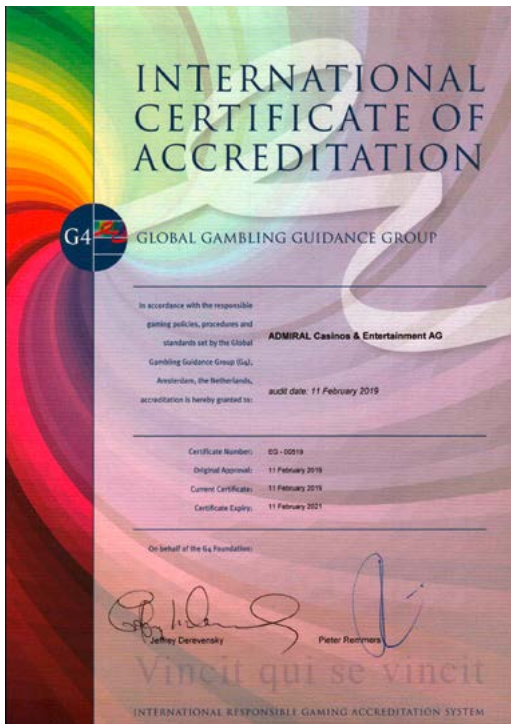 INTERNATIONAL
CERTIFICATE OF
ACCREDITATION
G4
GLOBAL GAMBLING GUIDANCE GROUP
In accordance with the responsible
gaming policies, procedures and
standards set by the Global
Gambling Guidance Group (G4),
Amsterdam, the Netherlands,
accreditation is hereby granted to:
ADMIRAL Casinos & Entertainment AG
audit date: 11 February 2019
Certificate Number: EG - 00519
Original Approval: 11 February 2019
Current Certificate: 11 February 2019
Certificate Expiry: 11 February 2021
On behalf of the G4 Foundation:
Jeffrey Derevensky Pieter Remmers
Vincit qui se vincit
INTERNATIONAL RESPONSIBLE GAMING ACCREDITATION SYSTEM